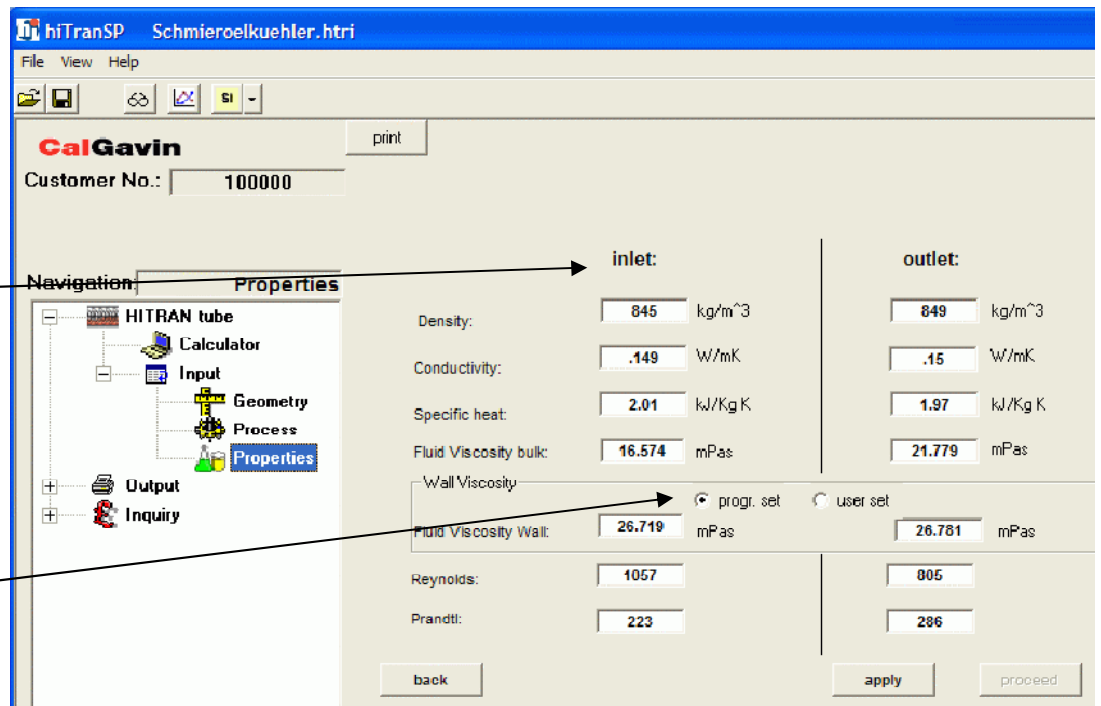 hiTranSP Schmieroelkuehler.htri
File View Help
SI
CalGavin
print
Customer No.: 100000
Navigation: Properties
HITRAN tube
Calculator
Input
Geometry
Process
Properties
Output
Inquiry
inlet: outlet:
Density: 845 kg/m^3 849 kg/m^3
Conductivity: .149 W/mK .15 W/mK
Specific heat: 2.01 kJ/Kg K 1.97 kJ/Kg K
Fluid Viscosity bulk: 16.574 mPas 21.779 mPas
Wall Viscosity
progr. set user set
Fluid Viscosity Wall: 26.719 mPas 26.781 mPas
Reynolds: 1057 805
Prandtl: 223 286
back apply proceed